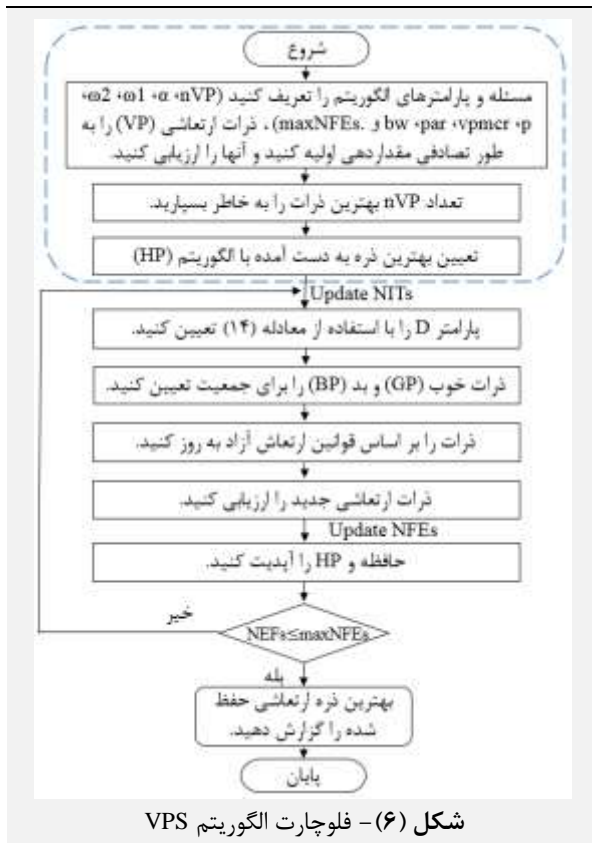 شروع
مسئله و پارامترهای الگوریتم را تعریف کنید (nVP، α، ω1، ω2،
p، vpmcr، par، bw و .maxNFEs)، ذرات ارتعاشی (VP) را به
طور تصادفی مقداردهی اولیه کنید و آنها را ارزیابی کنید.
تعداد nVP بهترین ذرات را به خاطر بسپارید.
تعیین بهترین ذره به دست آمده با الگوریتم (HP)
Update NITs
پارامتر D را با استفاده از معادله (۱۴) تعیین کنید.
ذرات خوب (GP) و بد (BP) را برای جمعیت تعیین کنید.
ذرات را بر اساس قوانین ارتعاش آزاد به روز کنید.
ذرات ارتعاشی جدید را ارزیابی کنید.
Update NFEs
حافظه و HP را آپدیت کنید.
خیر
NEFs≤maxNFEs
بله
بهترین ذره ارتعاشی حفظ
شده را گزارش دهید.
پایان
شکل (۶)- فلوچارت الگوریتم VPS